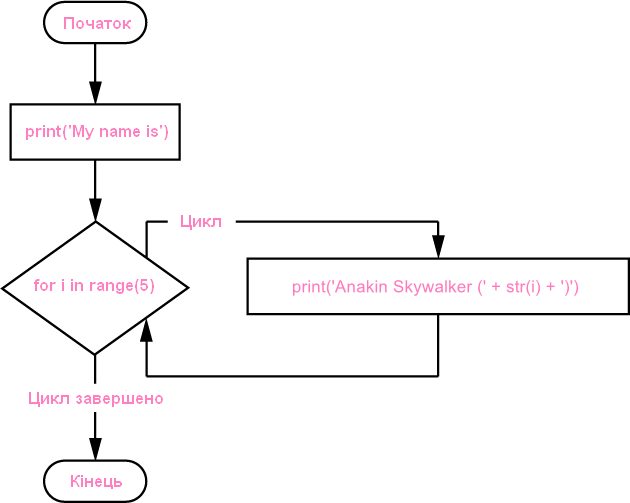 Початок
print('My name is')
Цикл
for i in range(5)
print('Anakin Skywalker (' + str(i) + ')')
Цикл завершено
Кінець